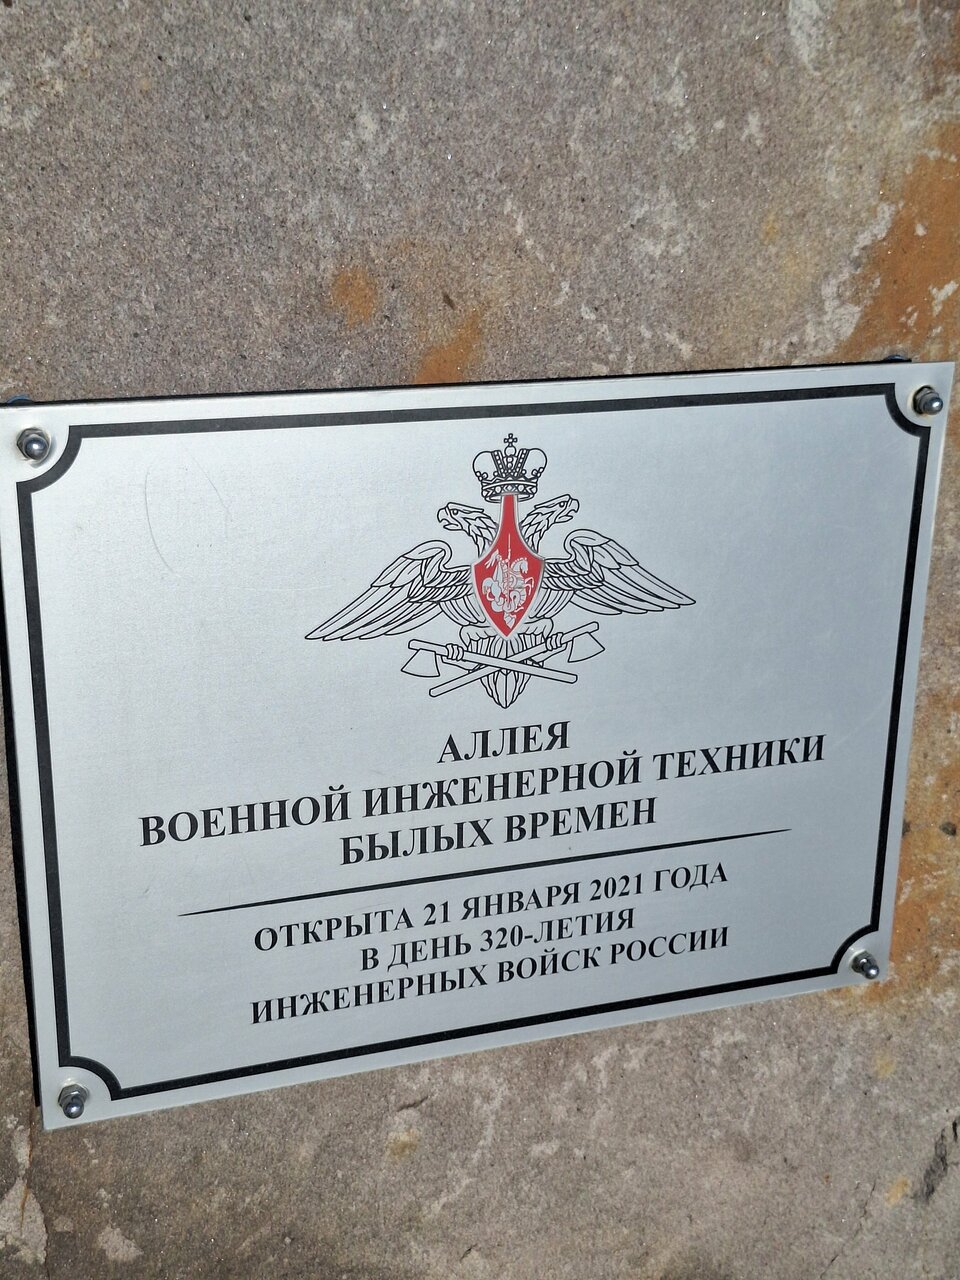 АЛЛЕЯ
ВОЕННОЙ ИНЖЕНЕРНОЙ ТЕХНИКИ
БЫЛЫХ ВРЕМЕН
ОТКРЫТА 21 ЯНВАРЯ 2021 ГОДА
В ДЕНЬ 320-ЛЕТИЯ
ИНЖЕНЕРНЫХ ВОЙСК РОССИИ